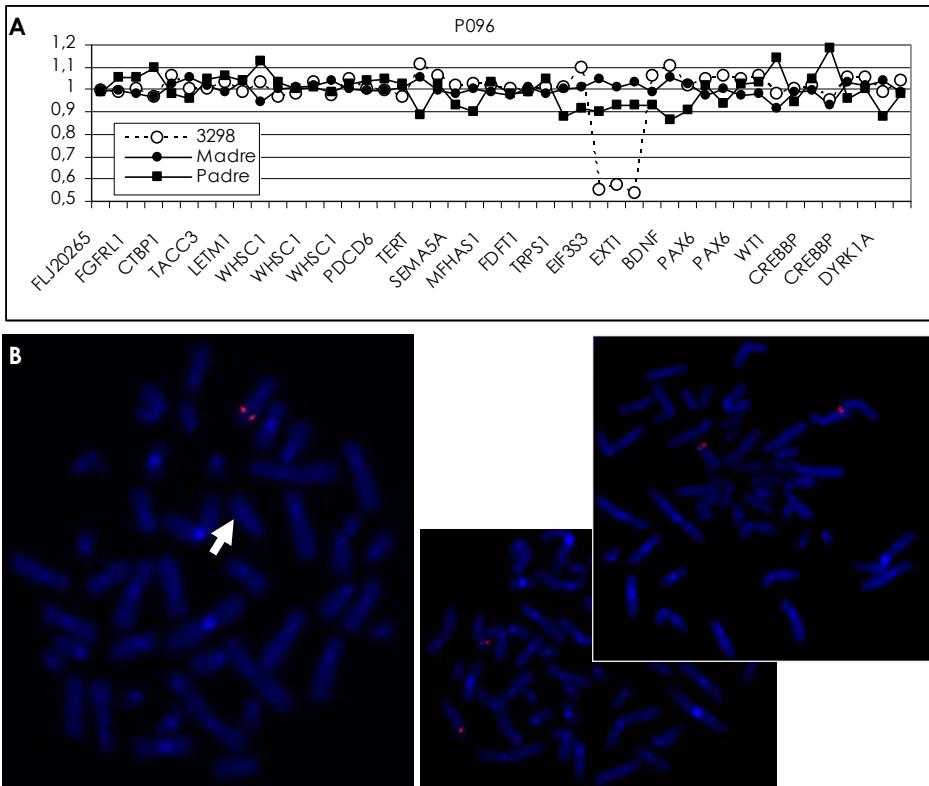 A
P096
1,2
1,1
1
0,9
0,8
0,7
0,6
0,5
3298
Madre
Padre
FLJ20265
FGFRL1
CTBP1
TACC3
LETM1
WHSC1
WHSC1
WHSC1
PDCD6
TERT
SEMA5A
MFHAS1
FDFT1
TRPS1
EIF3S3
EXT1
BDNF
PAX6
PAX6
WT1
CREBBP
CREBBP
DYRK1A
B